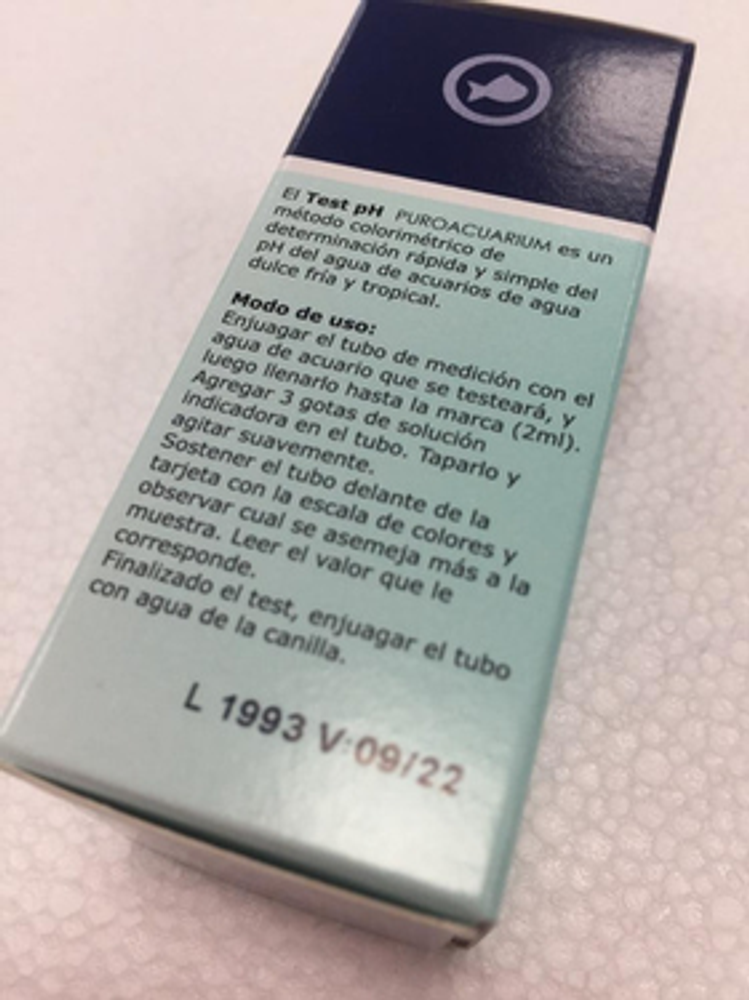 El Test pH PUROACUARIUM es un
método colorimétrico de
determinación rápida y simple del
pH del agua de acuarios de agua
dulce fría y tropical.
Modo de uso:
Enjuagar el tubo de medición con el
agua de acuario que se testeará, y
luego llenarlo hasta la marca (2ml).
Agregar 3 gotas de solución
indicadora en el tubo. Taparlo y
agitar suavemente.
Sostener el tubo delante de la
tarjeta con la escala de colores y
observar cual se asemeja más a la
muestra. Leer el valor que le
corresponde.
Finalizado el test, enjuagar el tubo
con agua de la canilla.
L 1993 V:09/22